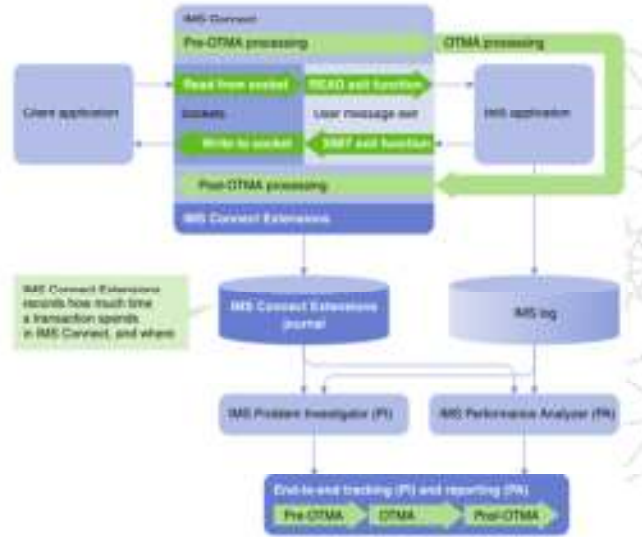 IMS Connect
Pre-OTMA processing
OTMA processing
Read from socket
READ exit function
Client application
sockets
User message exit
IMS application
Write to socket
XMIT exit function
Post-OTMA processing
IMS Connect Extensions
IMS Connect Extensions
records how much time
a transaction spends
in IMS Connect, and where
IMS Connect Extensions
journal
IMS log
IMS Problem Investigator (PI)
IMS Performance Analyzer (PA)
End-to-end tracking (PI) and reporting (PA)
Pre-OTMA
OTMA
Post-OTMA